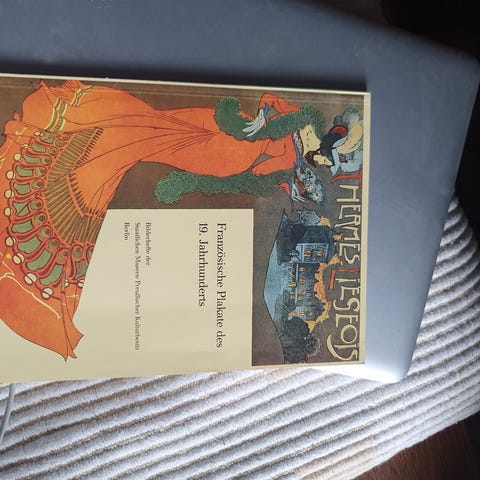 THERMES LIEGEOIS
Französische Plakate des
19. Jahrhunderts
Bilderhefte der
Staatlichen Museen Preußischer Kulturbesitz
Berlin